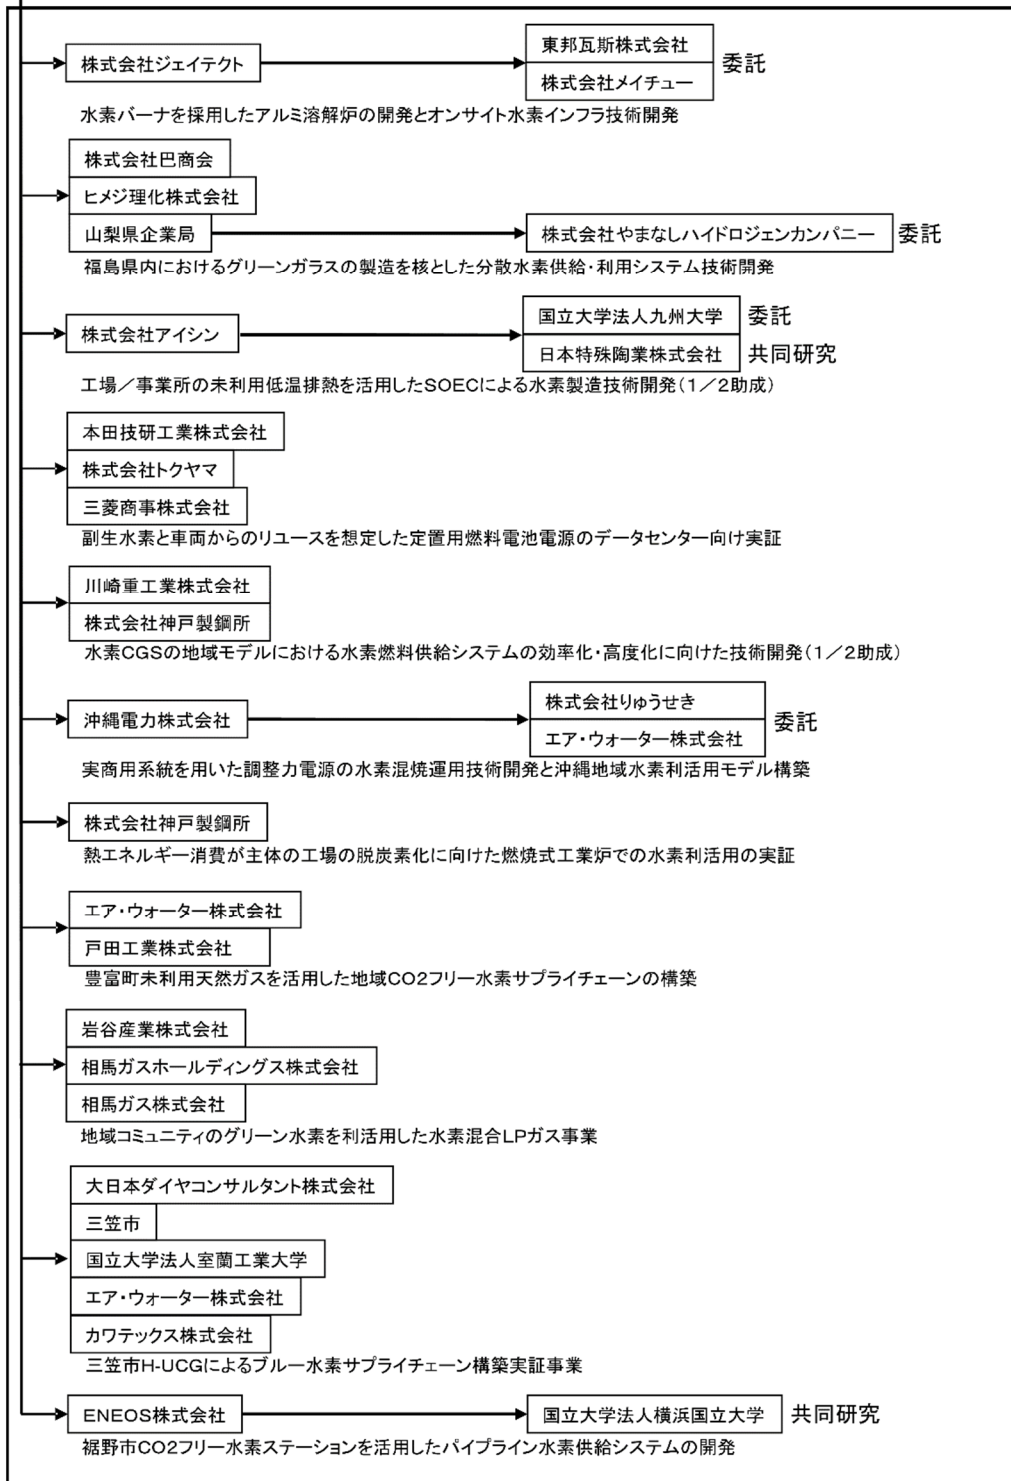 株式会社ジェイテクト
東邦瓦斯株式会社
株式会社メイチュー
委託
水素バーナを採用したアルミ溶解炉の開発とオンサイト水素インフラ技術開発
株式会社巴商会
ヒメジ理化株式会社
山梨県企業局
株式会社やまなしハイドロジェンカンパニー
委託
福島県内におけるグリーンガラスの製造を核とした分散水素供給・利用システム技術開発
株式会社アイシン
国立大学法人九州大学
委託
日本特殊陶業株式会社
共同研究
工場／事業所の未利用低温排熱を活用したSOECによる水素製造技術開発(1／2助成)
本田技研工業株式会社
株式会社トクヤマ
三菱商事株式会社
副生水素と車両からのリユースを想定した定置用燃料電池電源のデータセンター向け実証
川崎重工業株式会社
株式会社神戸製鋼所
水素CGSの地域モデルにおける水素燃料供給システムの効率化・高度化に向けた技術開発(1／2助成)
沖縄電力株式会社
株式会社りゅうせき
エア・ウォーター株式会社
委託
実商用系統を用いた調整力電源の水素混焼運用技術開発と沖縄地域水素利活用モデル構築
株式会社神戸製鋼所
熱エネルギー消費が主体の工場の脱炭素化に向けた燃焼式工業炉での水素利活用の実証
エア・ウォーター株式会社
戸田工業株式会社
豊富町未利用天然ガスを活用した地域CO2フリー水素サプライチェーンの構築
岩谷産業株式会社
相馬ガスホールディングス株式会社
相馬ガス株式会社
地域コミュニティのグリーン水素を利活用した水素混合LPガス事業
大日本ダイヤコンサルタント株式会社
三笠市
国立大学法人室蘭工業大学
エア・ウォーター株式会社
カワテックス株式会社
三笠市H-UCGによるブルー水素サプライチェーン構築実証事業
ENEOS株式会社
国立大学法人横浜国立大学
共同研究
裾野市CO2フリー水素ステーションを活用したパイプライン水素供給システムの開発